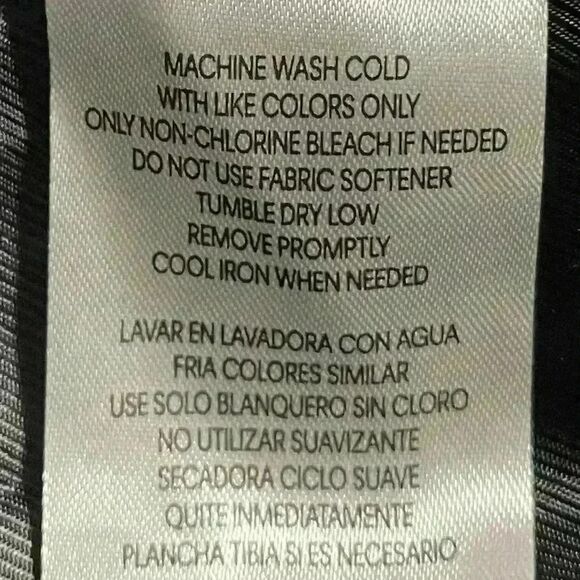 MACHINE WASH COLD
WITH LIKE COLORS ONLY
ONLY NON-CHLORINE BLEACH IF NEEDED
DO NOT USE FABRIC SOFTENER
TUMBLE DRY LOW
REMOVE PROMPTLY
COOL IRON WHEN NEEDED
LAVAR EN LAVADORA CON AGUA
FRIA COLORES SIMILAR
USE SOLO BLANQUERO SIN CLORO
NO UTILIZAR SUAVIZANTE
SECADORA CICLO SUAVE
QUITE INMEDIATAMENTE
PLANCHA TIBIA SI ES NECESARIO